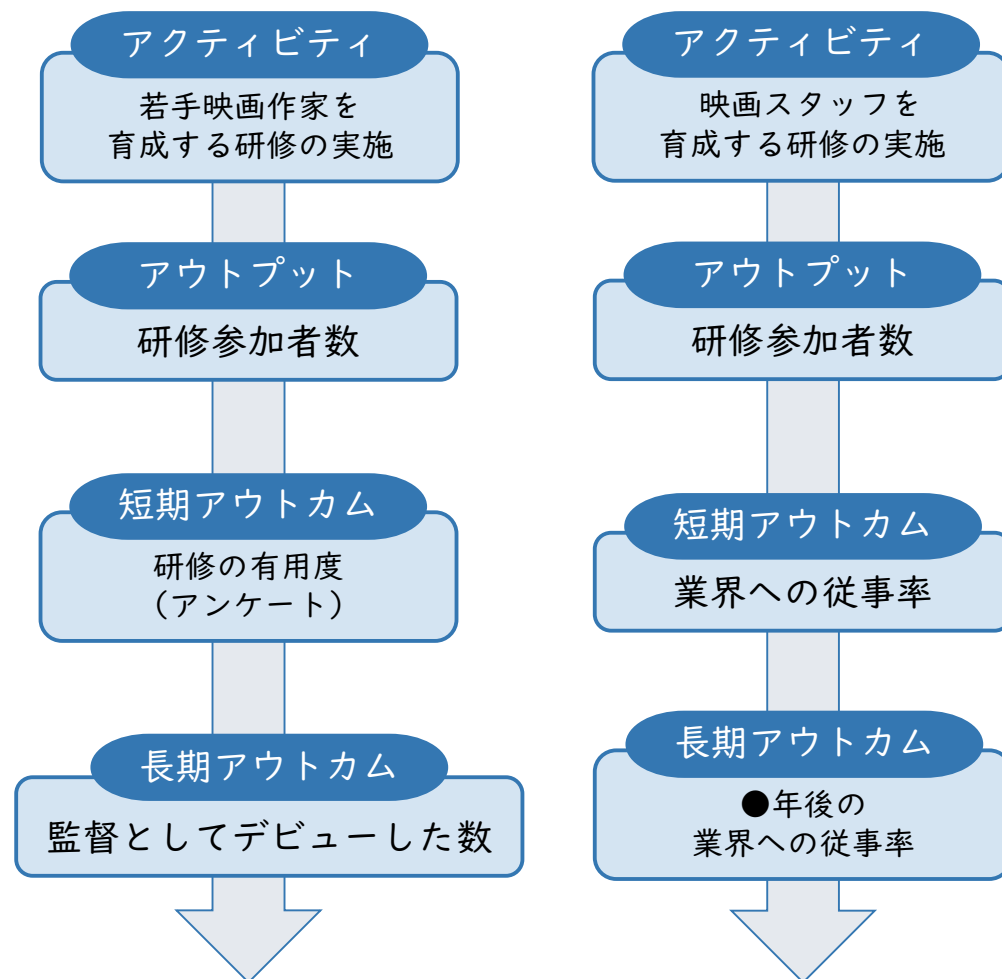 アクティビティ
若手映画作家を
育成する研修の実施
アウトプット
研修参加者数
短期アウトカム
研修の有用度
(アンケート)
長期アウトカム
監督としてデビューした数
アクティビティ
映画スタッフを
育成する研修の実施
アウトプット
研修参加者数
短期アウトカム
業界への従事率
長期アウトカム
●年後の
業界への従事率